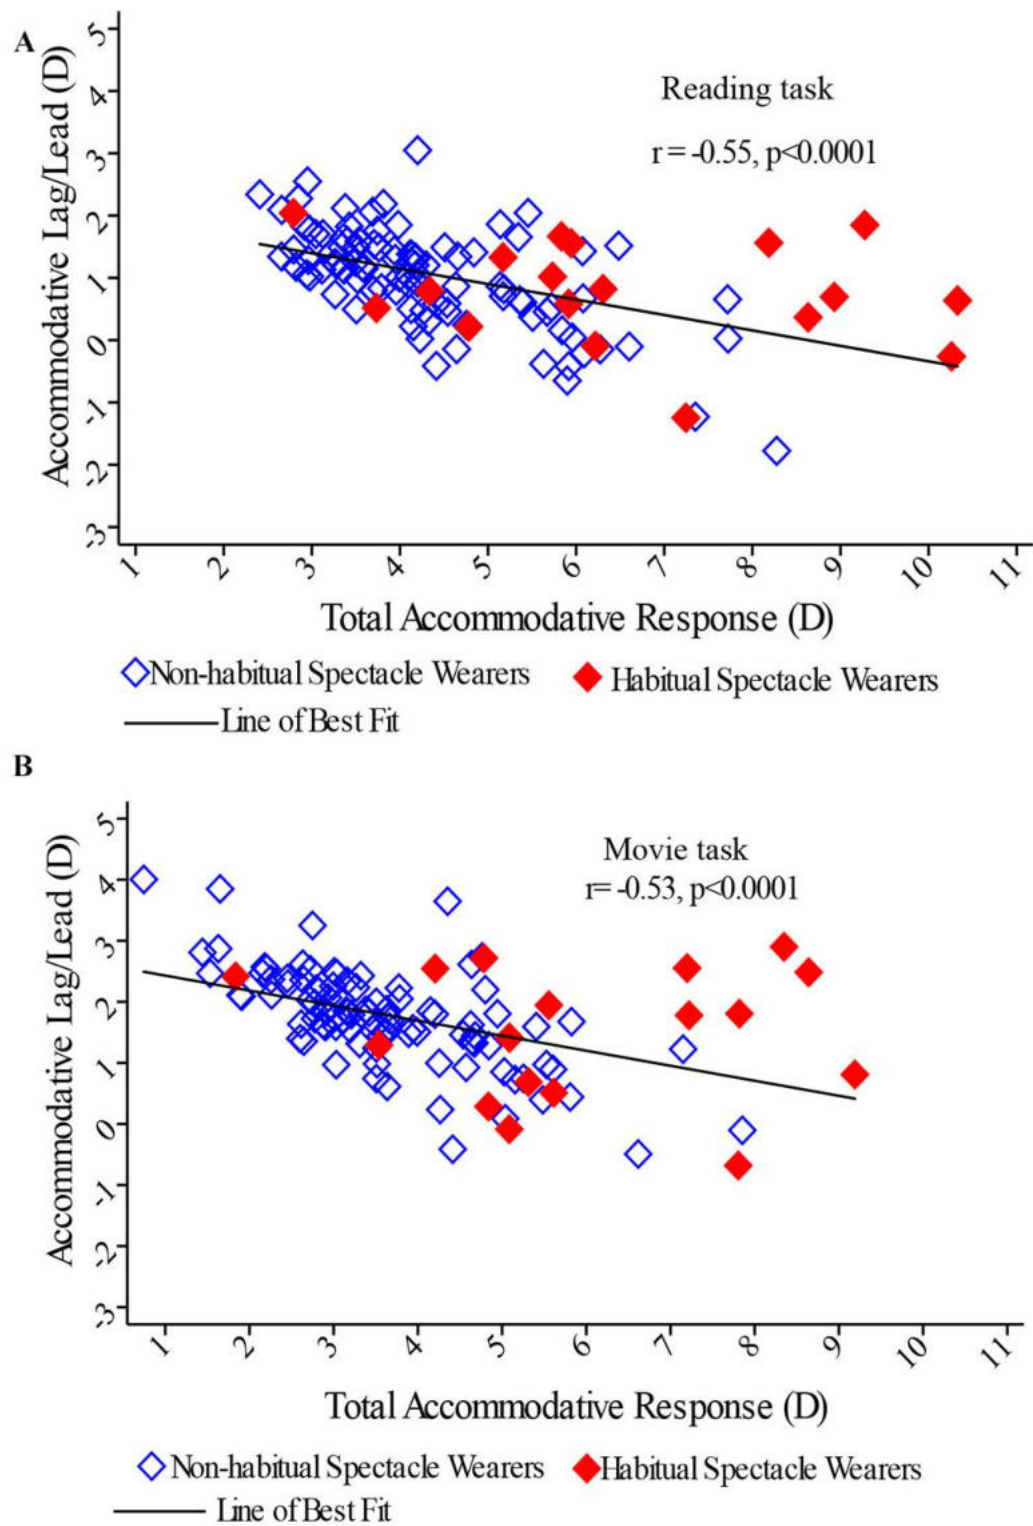 A
Accommodative Lag/Lead (D)
5
4
3
2
1
0
-1
-2
-3
Reading task
r = -0.55, p<0.0001
1 2 3 4 5 6 7 8 9 10 11
Total Accommodative Response (D)
Non-habitual Spectacle Wearers Habitual Spectacle Wearers
Line of Best Fit
B
Accommodative Lag/Lead (D)
5
4
3
2
1
0
-1
-2
-3
Movie task
r= -0.53, p<0.0001
1 2 3 4 5 6 7 8 9 10 11
Total Accommodative Response (D)
Non-habitual Spectacle Wearers Habitual Spectacle Wearers
Line of Best Fit